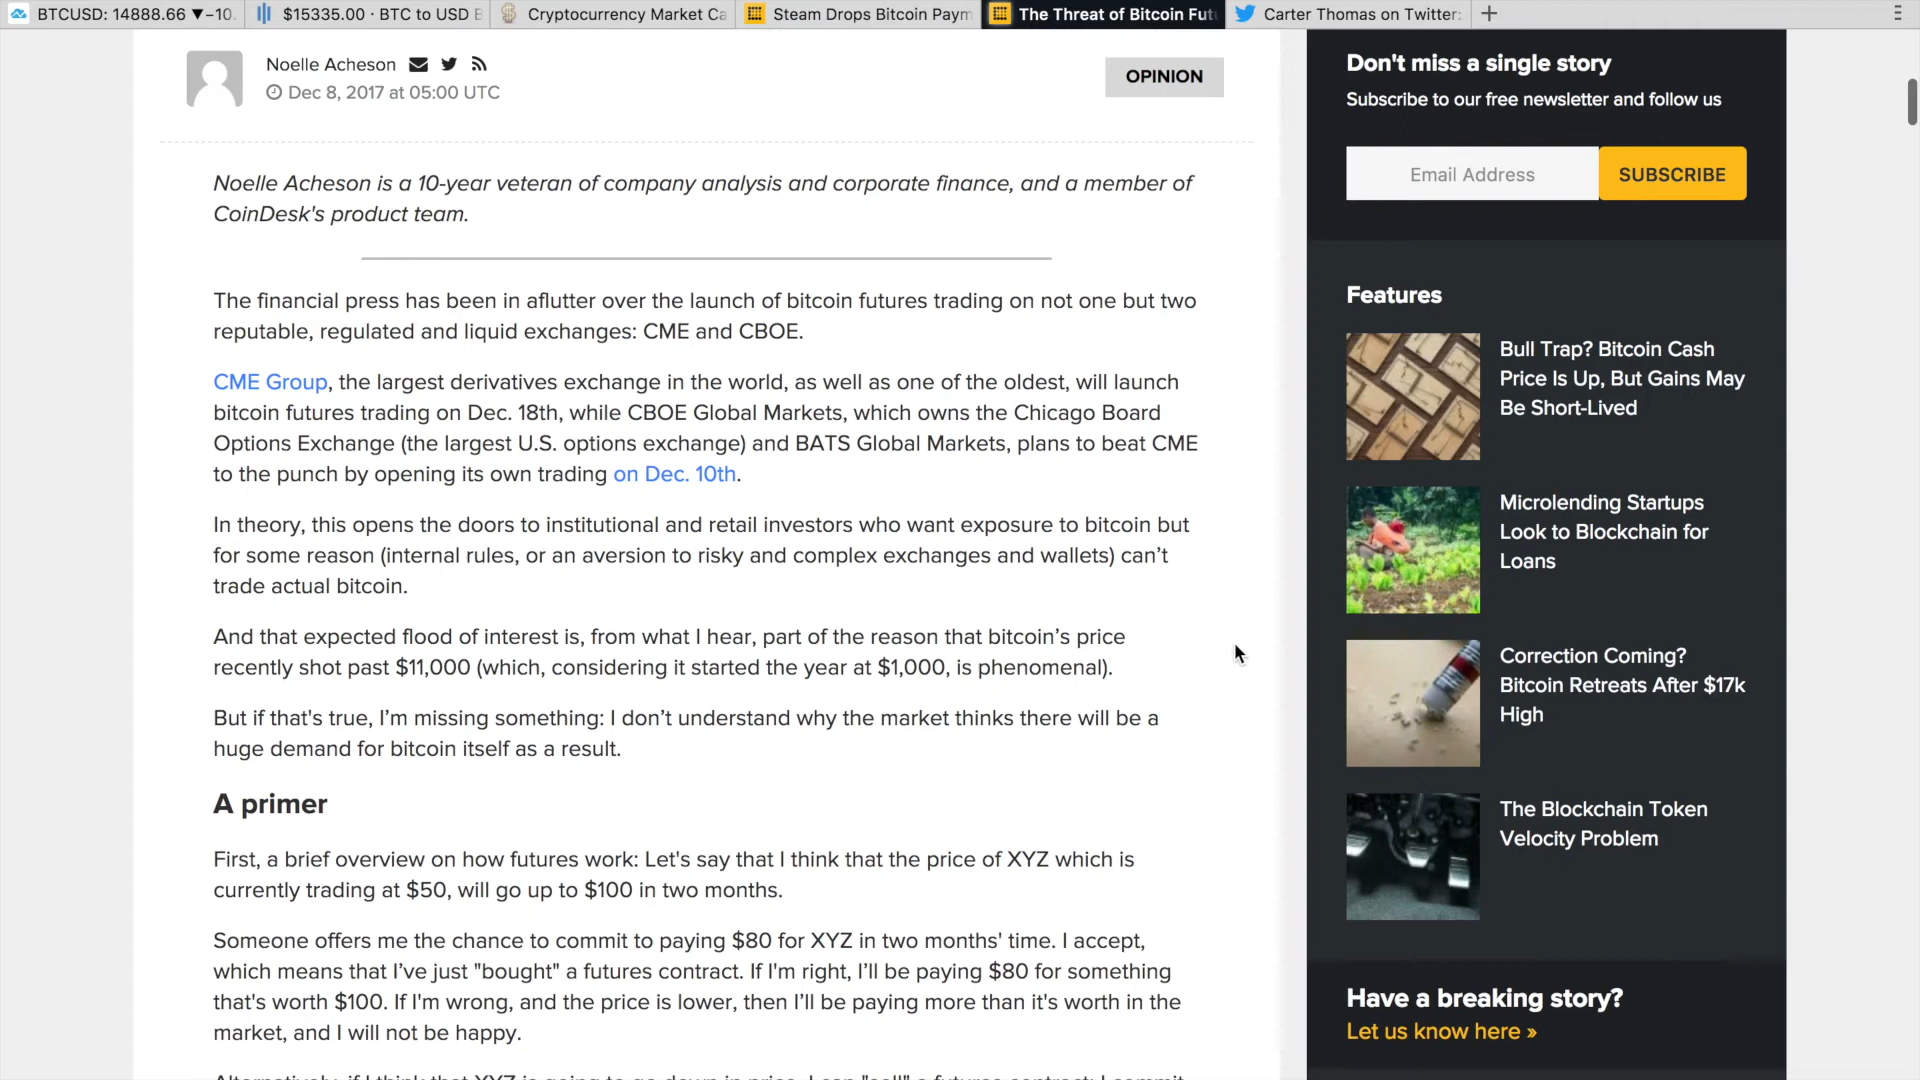 BTCUSD: 14888.66 ▼−10.
$15335.00 · BTC to USD B
Cryptocurrency Market Ca
Steam Drops Bitcoin Paym
The Threat of Bitcoin Fut
Carter Thomas on Twitter:
Noelle Acheson
Dec 8, 2017 at 05:00 UTC
OPINION
Noelle Acheson is a 10-year veteran of company analysis and corporate finance, and a member of
CoinDesk's product team.
The financial press has been in aflutter over the launch of bitcoin futures trading on not one but two
reputable, regulated and liquid exchanges: CME and CBOE.
CME Group, the largest derivatives exchange in the world, as well as one of the oldest, will launch
bitcoin futures trading on Dec. 18th, while CBOE Global Markets, which owns the Chicago Board
Options Exchange (the largest U.S. options exchange) and BATS Global Markets, plans to beat CME
to the punch by opening its own trading on Dec. 10th.
In theory, this opens the doors to institutional and retail investors who want exposure to bitcoin but
for some reason (internal rules, or an aversion to risky and complex exchanges and wallets) can’t
trade actual bitcoin.
And that expected flood of interest is, from what I hear, part of the reason that bitcoin’s price
recently shot past $11,000 (which, considering it started the year at $1,000, is phenomenal).
But if that's true, I’m missing something: I don’t understand why the market thinks there will be a
huge demand for bitcoin itself as a result.
A primer
First, a brief overview on how futures work: Let's say that I think that the price of XYZ which is
currently trading at $50, will go up to $100 in two months.
Someone offers me the chance to commit to paying $80 for XYZ in two months' time. I accept,
which means that I’ve just "bought" a futures contract. If I'm right, I’ll be paying $80 for something
that's worth $100. If I'm wrong, and the price is lower, then I’ll be paying more than it's worth in the
market, and I will not be happy.
Alternatively, if I think that XYZ is going to go down in price, I can "sell" a futures contract: I commit
Don't miss a single story
Subscribe to our free newsletter and follow us
Email Address
SUBSCRIBE
Features
Bull Trap? Bitcoin Cash
Price Is Up, But Gains May
Be Short-Lived
Microlending Startups
Look to Blockchain for
Loans
Correction Coming?
Bitcoin Retreats After $17k
High
The Blockchain Token
Velocity Problem
Have a breaking story?
Let us know here »